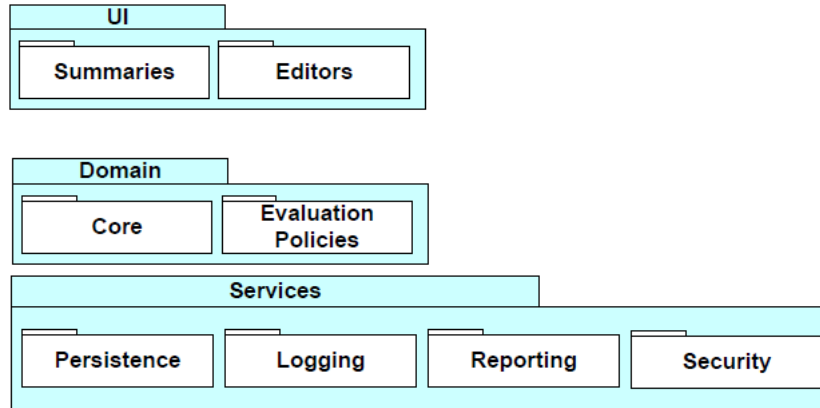 UI
Summaries
Editors
Domain
Core
Evaluation
Policies
Services
Persistence
Logging
Reporting
Security